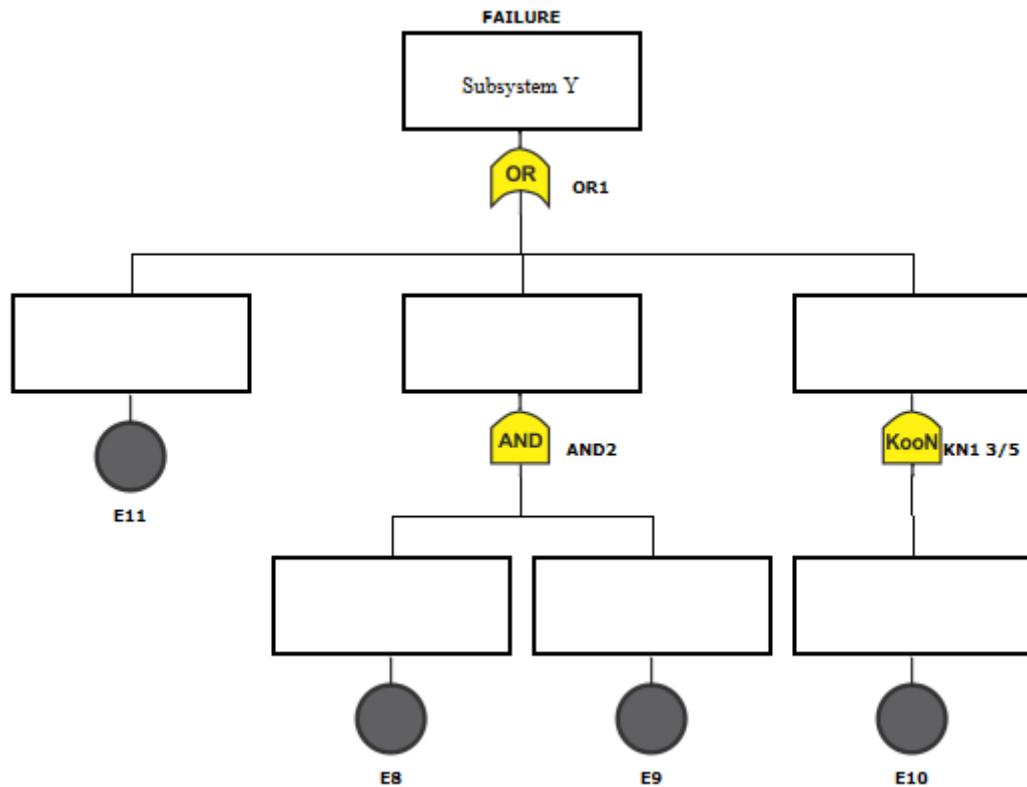 FAILURE
Subsystem Y
OR
OR1
AND
AND2
KooN
KN1 3/5
E11
E8
E9
E10